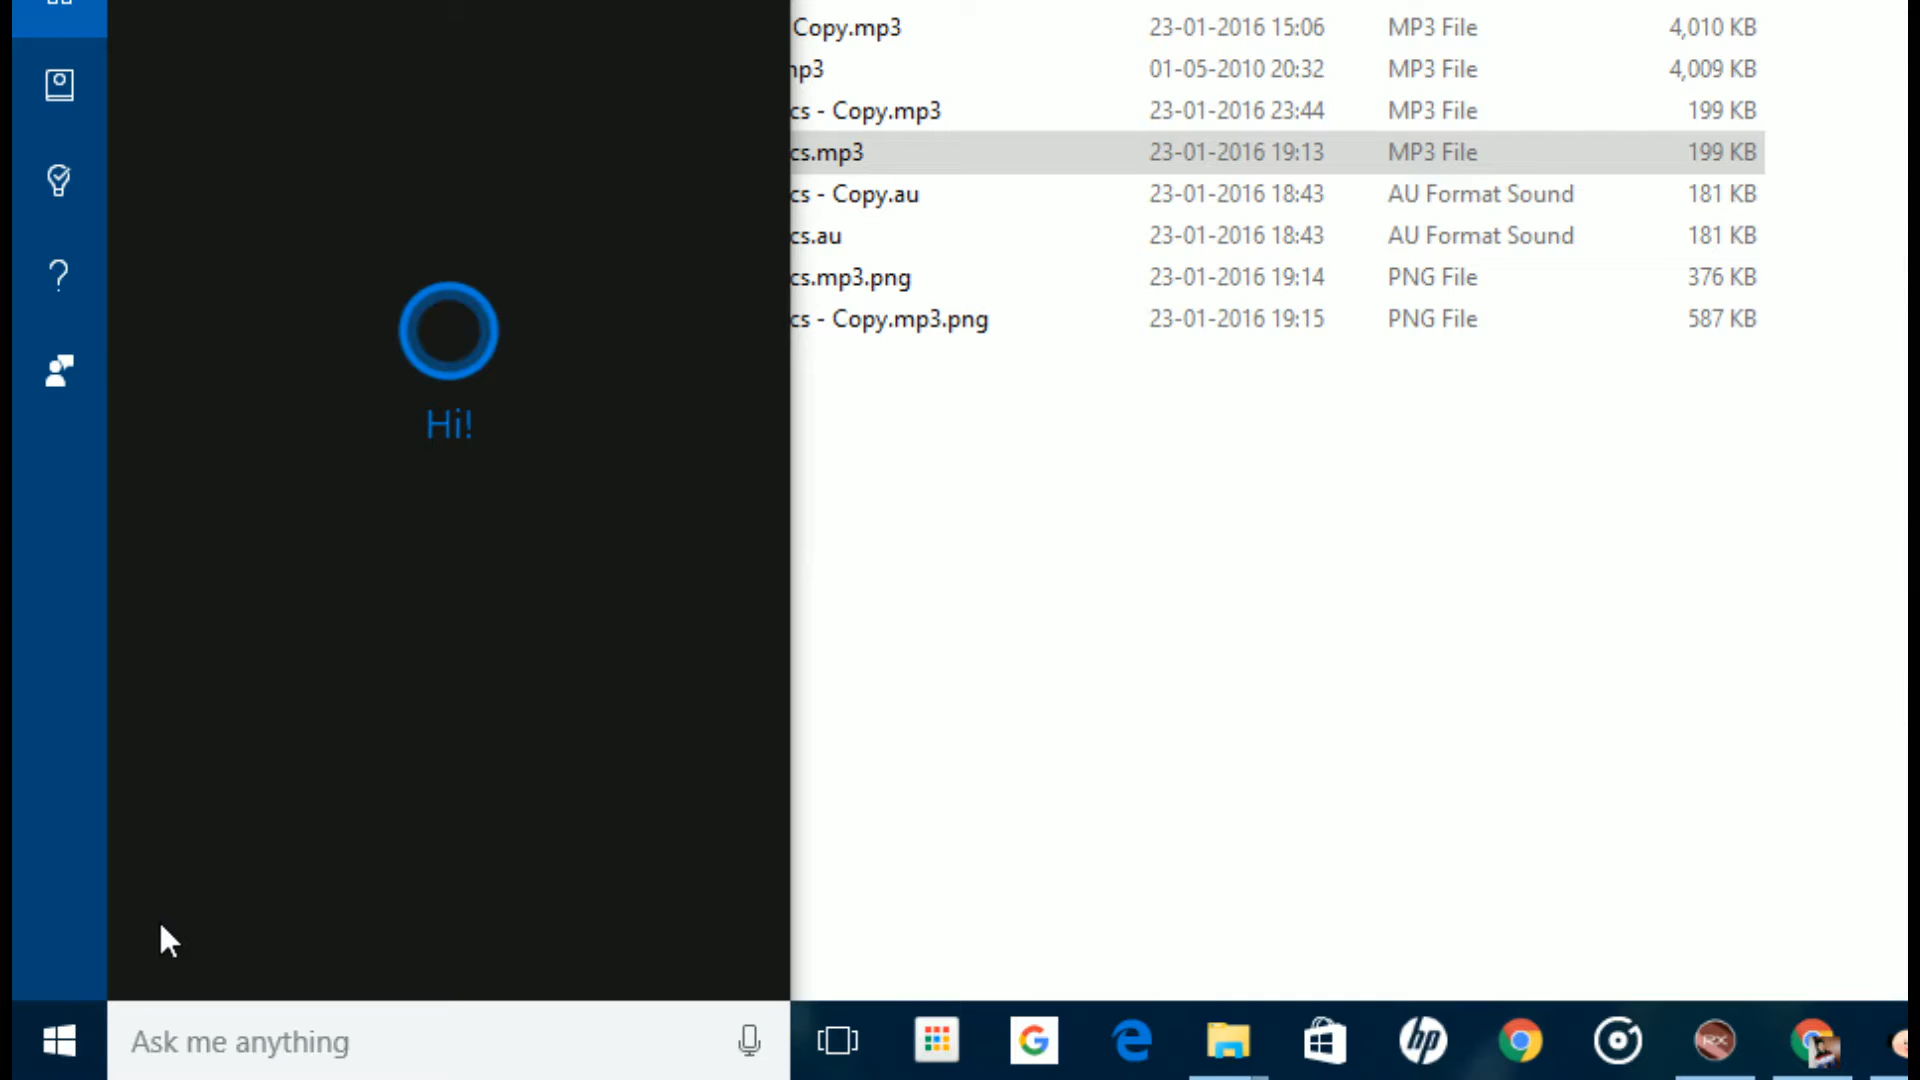 Copy.mp3 23-01-2016 15:06 MP3 File 4,010 KB
mp3 01-05-2010 20:32 MP3 File 4,009 KB
cs - Copy.mp3 23-01-2016 23:44 MP3 File 199 KB
cs.mp3 23-01-2016 19:13 MP3 File 199 KB
cs - Copy.au 23-01-2016 18:43 AU Format Sound 181 KB
cs.au 23-01-2016 18:43 AU Format Sound 181 KB
cs.mp3.png 23-01-2016 19:14 PNG File 376 KB
cs - Copy.mp3.png 23-01-2016 19:15 PNG File 587 KB
Hi!
Ask me anything
G
hp
RX